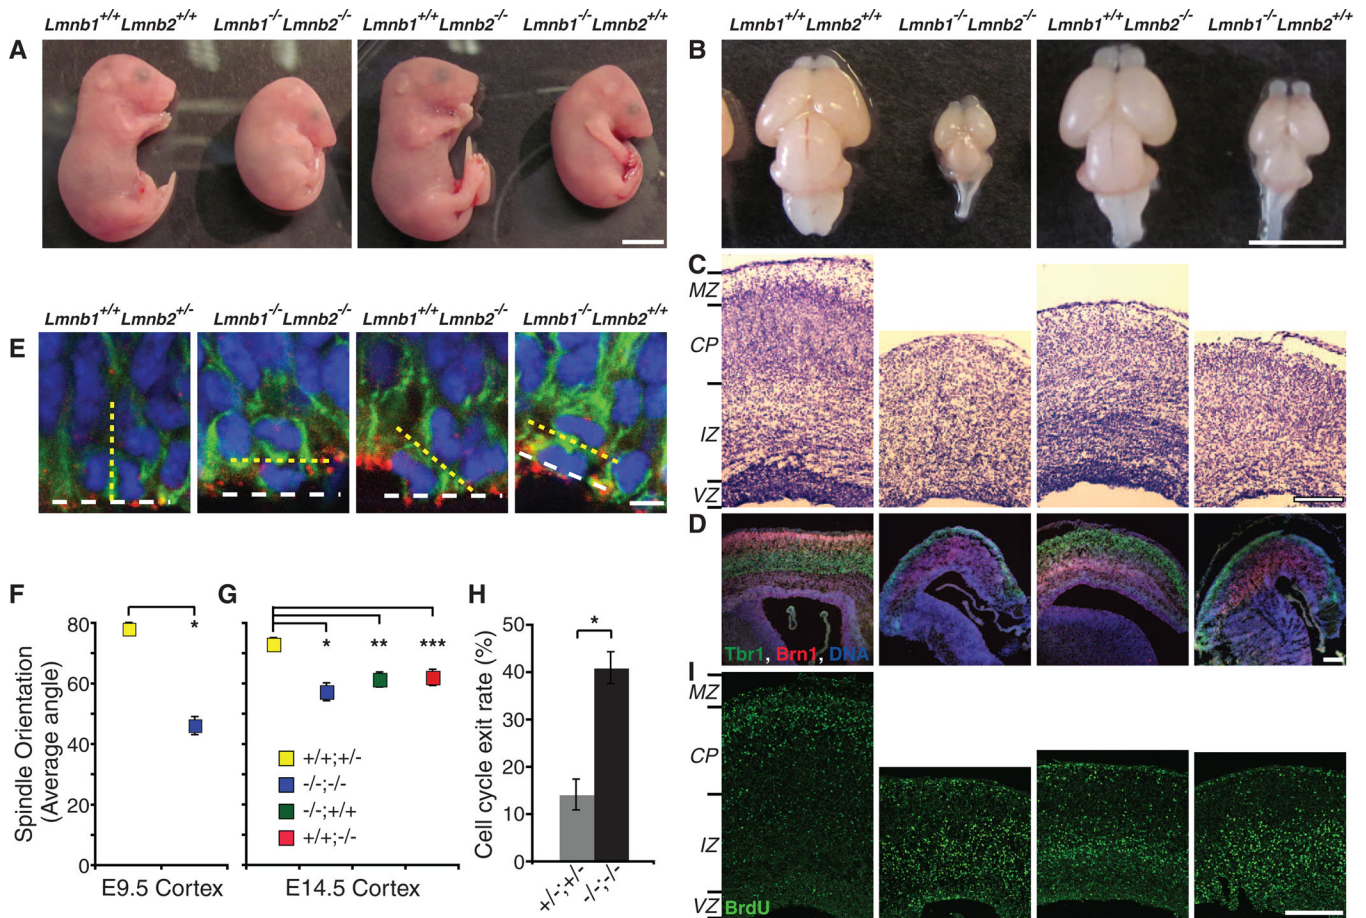 Lmnb1+/+Lmnb2+/+ Lmnb1-/-Lmnb2-/- Lmnb1+/+Lmnb2-/- Lmnb1-/-Lmnb2+/+
A
Lmnb1+/+Lmnb2+/+ Lmnb1-/-Lmnb2-/- Lmnb1+/+Lmnb2-/- Lmnb1-/-Lmnb2+/+
B
C
MZ
CP
IZ
VZ
D
Tbr1, Brn1, DNA
Lmnb1+/+Lmnb2+/- Lmnb1-/-Lmnb2-/- Lmnb1+/+Lmnb2-/- Lmnb1-/-Lmnb2+/+
E
F
Spindle Orientation
(Average angle)
80
60
40
20
0
*
E9.5 Cortex
G
* ** ***
+/+;+/-
-/-;-/-
-/-;+/+
+/+;-/-
E14.5 Cortex
H
Cell cycle exit rate (%)
50
40
30
20
10
0
*
+/-;+/-
-/-;-/-
I
MZ
CP
IZ
VZ
BrdU